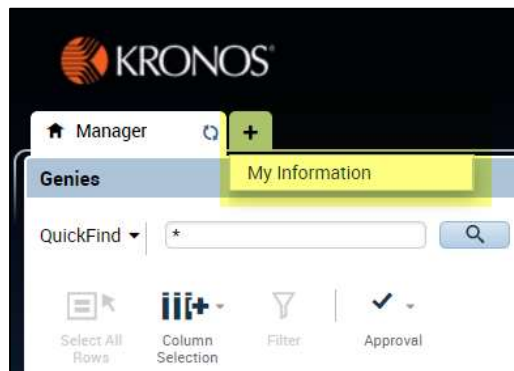 KRONOS
Manager +
My Information
Genies
QuickFind *
Select All
Rows
Column
Selection
Filter
Approval